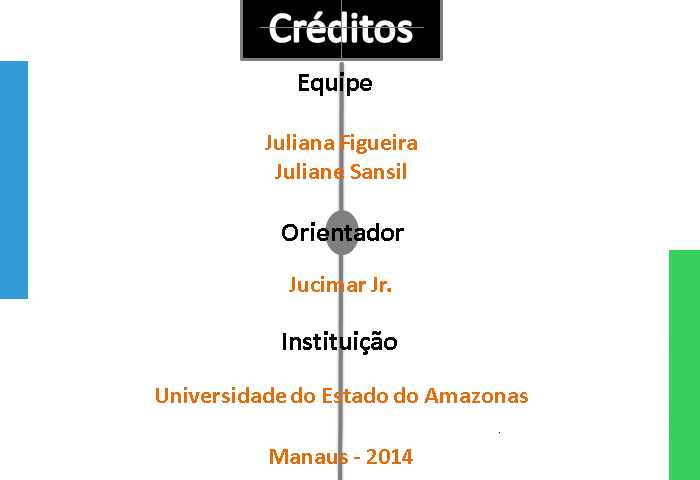 Créditos
Equipe
Juliana Figueira
Juliane Sansil
Orientador
Jucimar Jr.
Instituição
Universidade do Estado do Amazonas
Manaus - 2014